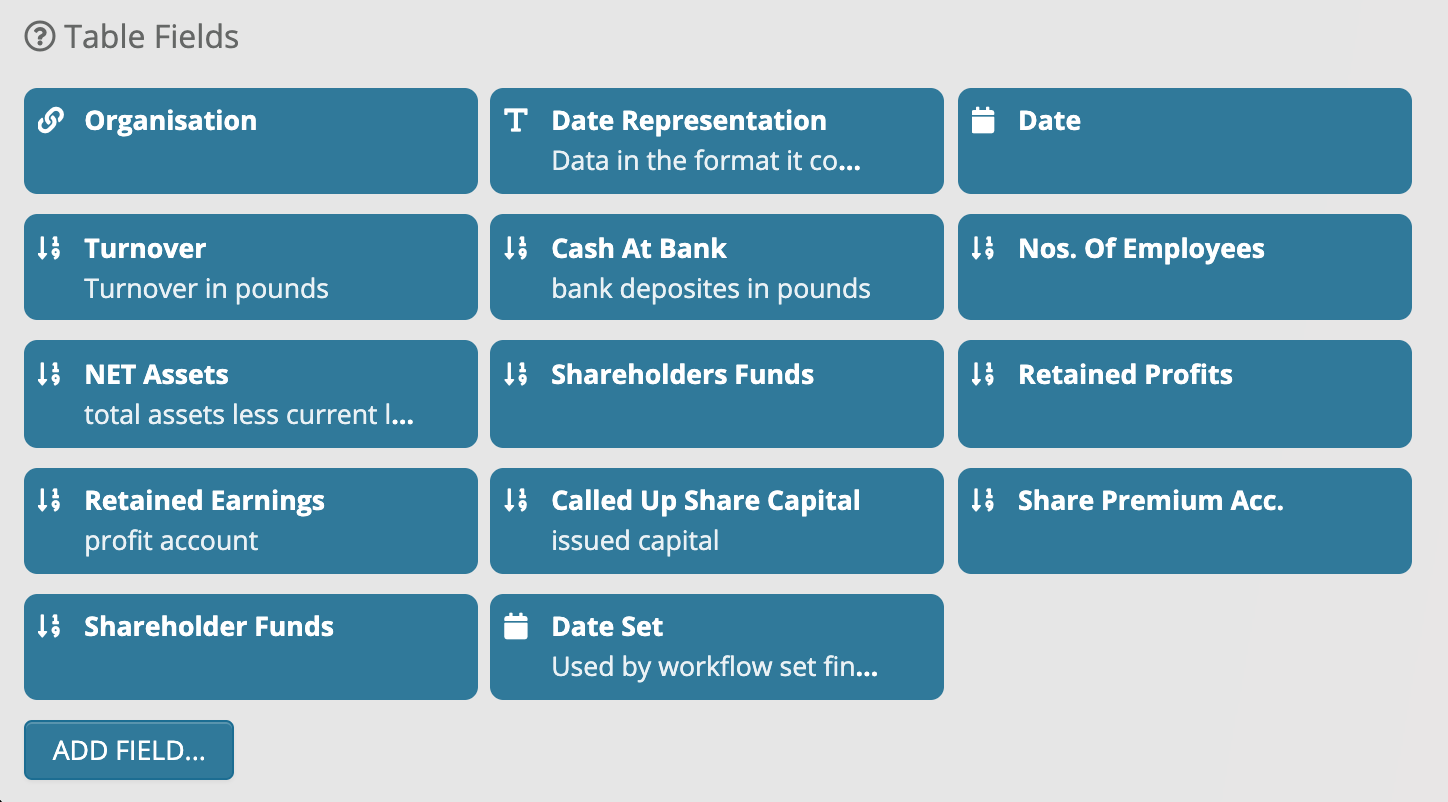 Table Fields
Organisation
Date Representation
Data in the format it co...
Date
Turnover
Turnover in pounds
Cash At Bank
bank deposites in pounds
Nos. Of Employees
NET Assets
total assets less current l...
Shareholders Funds
Retained Profits
Retained Earnings
profit account
Called Up Share Capital
issued capital
Share Premium Acc.
Shareholder Funds
Date Set
Used by workflow set fin...
ADD FIELD...